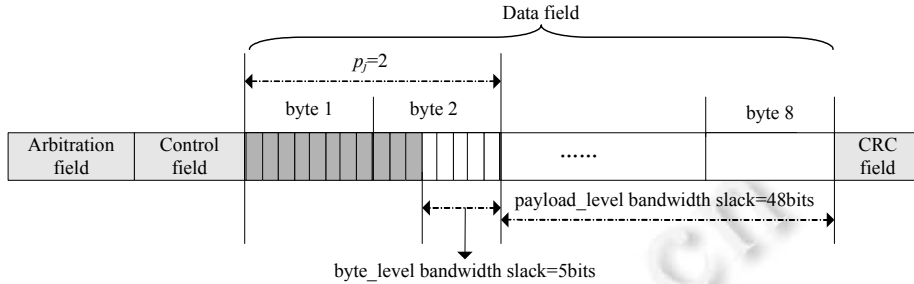 Data field
p_j=2
byte 1
byte 2
byte 8
Arbitration field
Control field
......
CRC field
payload_level bandwidth slack=48bits
byte_level bandwidth slack=5bits
cn